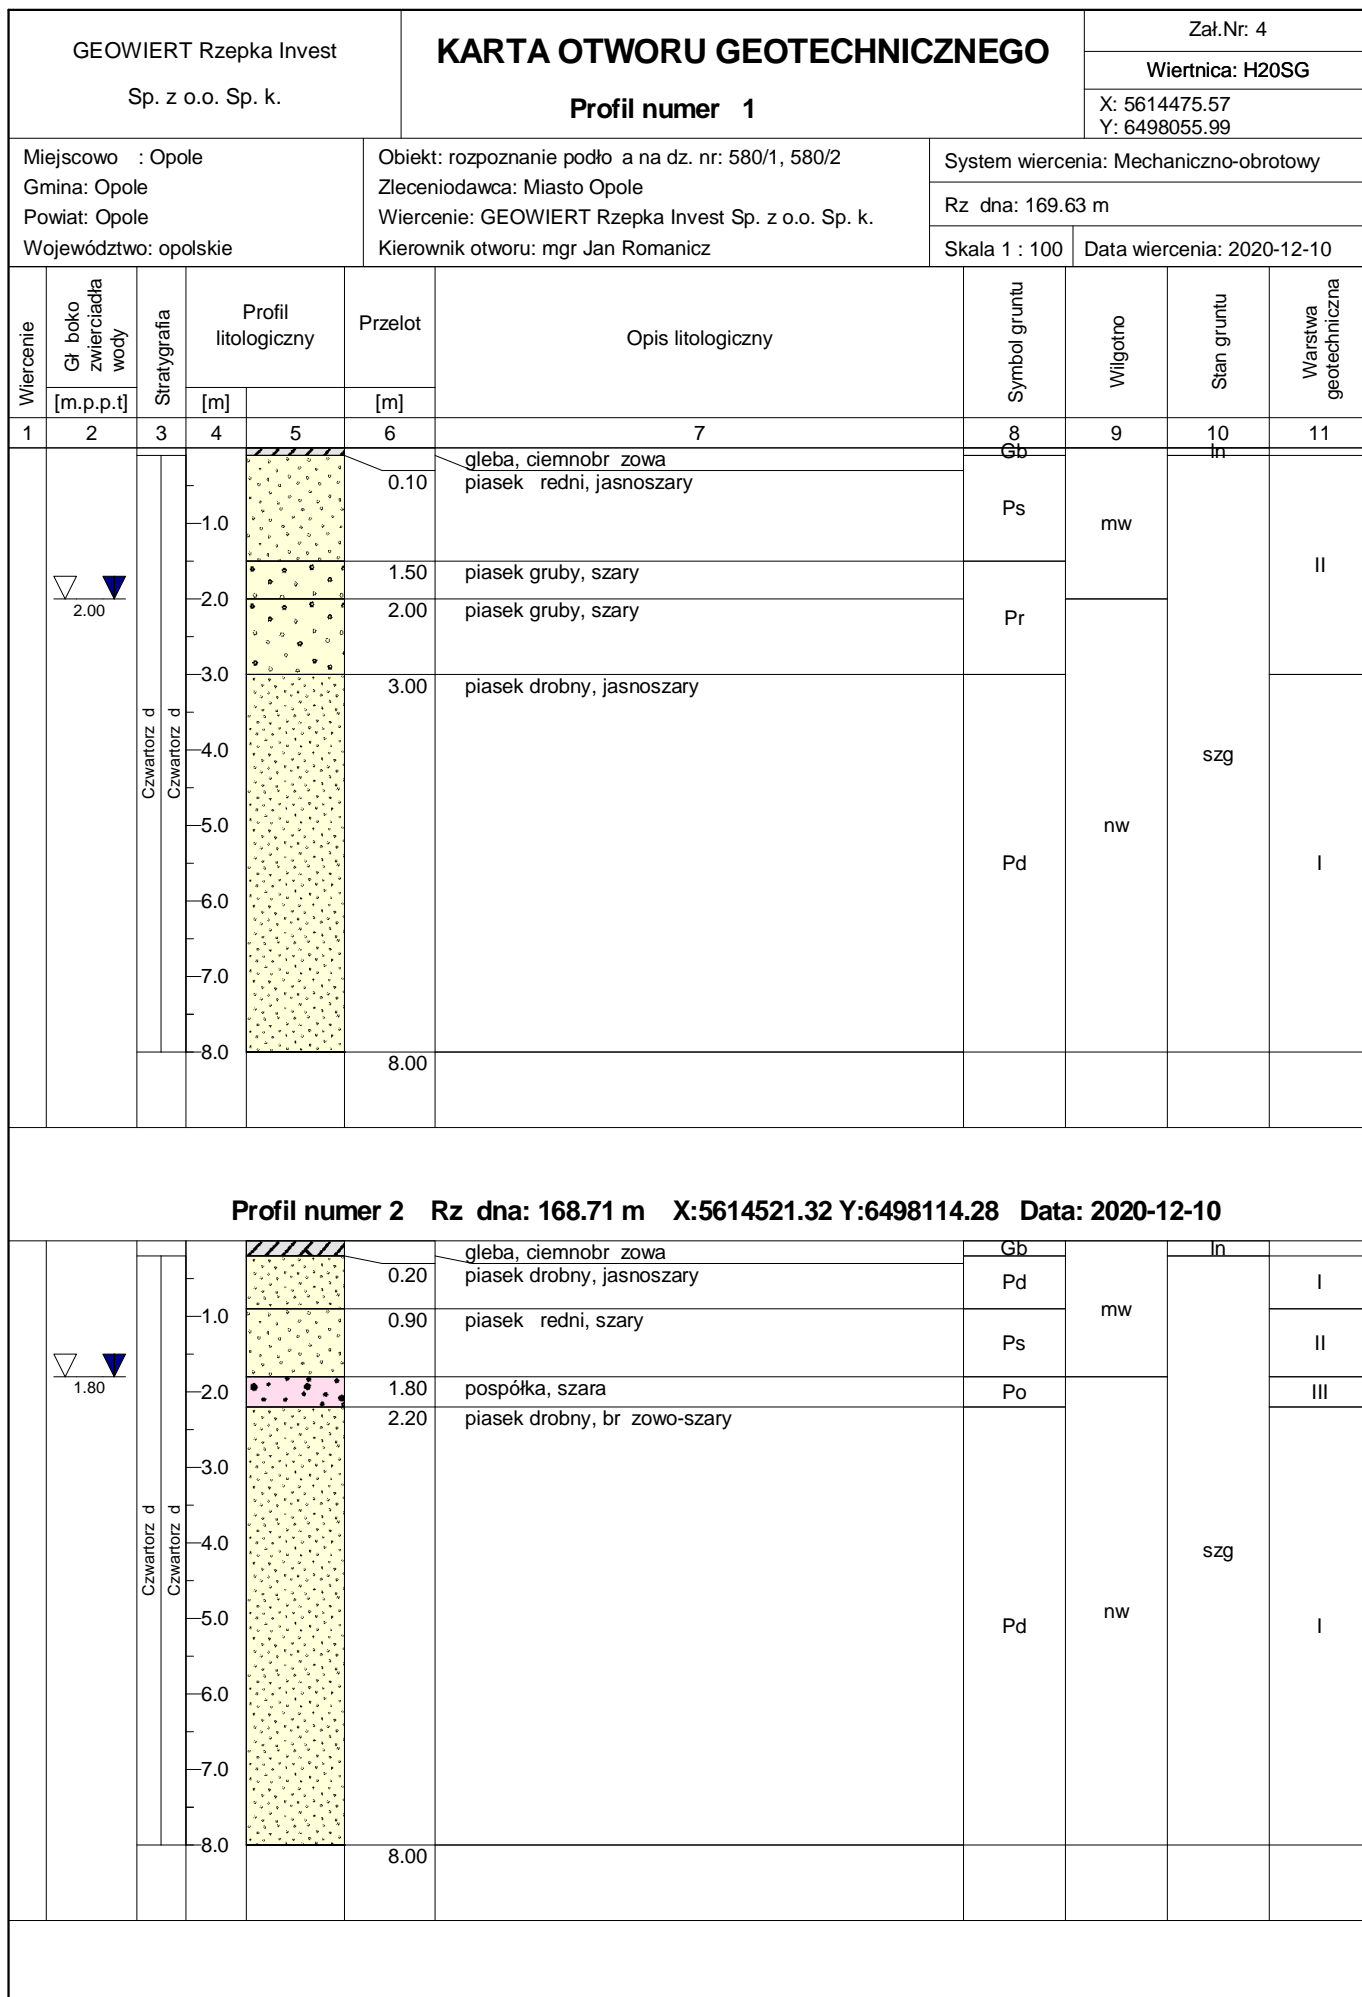 GEOWIERT Rzepka Invest
Sp. z o.o. Sp. k.
KARTA OTWORU GEOTECHNICZNEGO
Profil numer 1
Zał.Nr: 4
Wiertnica: H20SG
X: 5614475.57
Y: 6498055.99
Miejscowo : Opole
Gmina: Opole
Powiat: Opole
Województwo: opolskie
Obiekt: rozpoznanie podło a na dz. nr: 580/1, 580/2
Zleceniodawca: Miasto Opole
Wiercenie: GEOWIERT Rzepka Invest Sp. z o.o. Sp. k.
Kierownik otworu: mgr Jan Romanicz
System wiercenia: Mechaniczno-obrotowy
Rz dna: 169.63 m
Skala 1 : 100 Data wiercenia: 2020-12-10
Wiercenie
Gł boko
zwierciadła
wody
[m.p.p.t]
Stratygrafia
Profil
litologiczny
[m]
Przelot
[m]
Opis litologiczny
Symbol gruntu
Wilgotno
Stan gruntu
Warstwa
geotechniczna
1 2 3 4 5 6 7 8 9 10 11
gleba, ciemnobr zowa Gb ln
0.10 piasek redni, jasnoszary
Ps
1.0 mw
1.50 piasek gruby, szary II
2.00
2.0
2.00 piasek gruby, szary
Pr
3.0
3.00 piasek drobny, jasnoszary
Czwartorz d
Czwartorz d
4.0 szg
5.0 nw
Pd I
6.0
7.0
8.0
8.00
Profil numer 2 Rz dna: 168.71 m X:5614521.32 Y:6498114.28 Data: 2020-12-10
gleba, ciemnobr zowa Gb ln
0.20 piasek drobny, jasnoszary Pd I
1.0 mw
0.90 piasek redni, szary
Ps II
1.80
1.80 pospółka, szara Po III
2.0
2.20 piasek drobny, br zowo-szary
3.0
Czwartorz d
Czwartorz d
4.0 szg
5.0 nw
Pd I
6.0
7.0
8.0
8.00